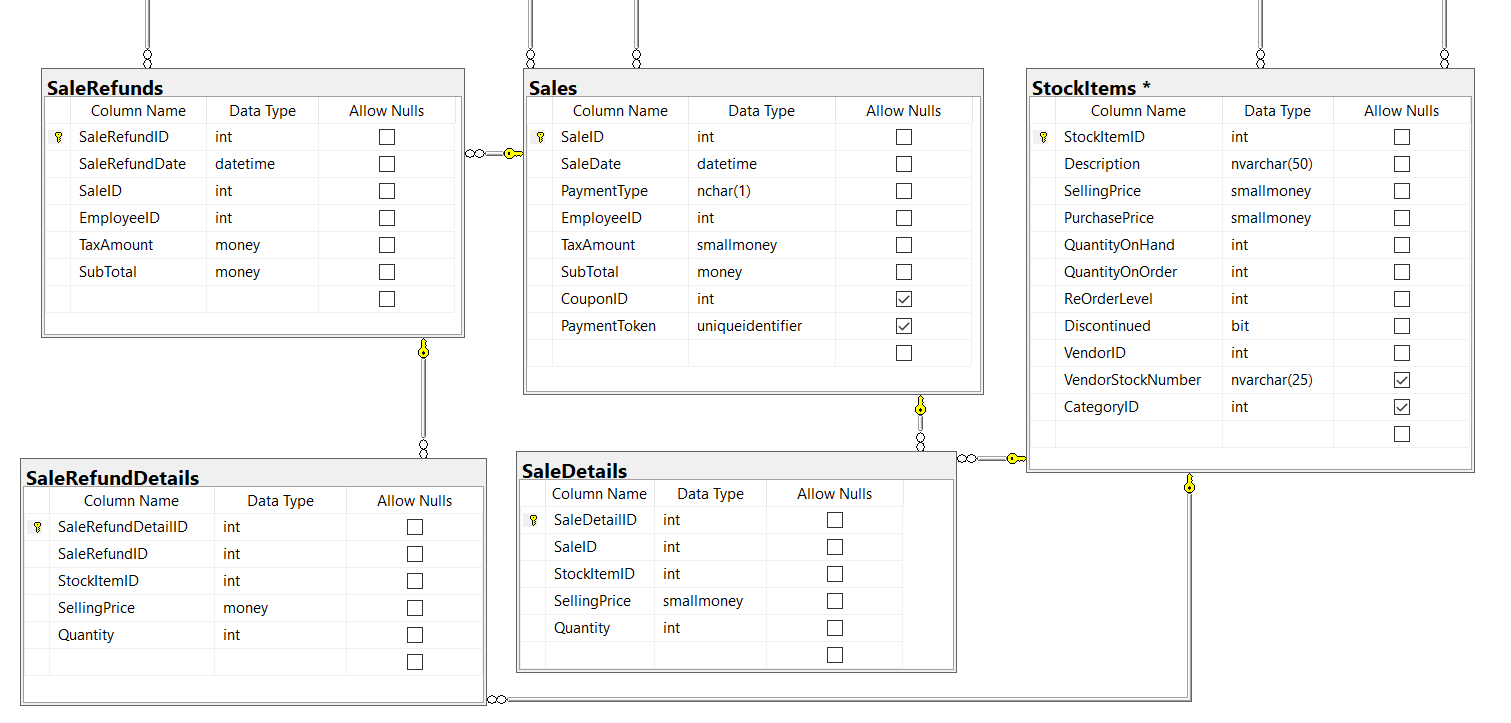 SaleRefunds
Column Name Data Type Allow Nulls
SaleRefundID int
SaleRefundDate datetime
SaleID int
EmployeeID int
TaxAmount money
SubTotal money
Sales
Column Name Data Type Allow Nulls
SaleID int
SaleDate datetime
PaymentType nchar(1)
EmployeeID int
TaxAmount smallmoney
SubTotal money
CouponID int
PaymentToken uniqueidentifier
StockItems *
Column Name Data Type Allow Nulls
StockItemID int
Description nvarchar(50)
SellingPrice smallmoney
PurchasePrice smallmoney
QuantityOnHand int
QuantityOnOrder int
ReOrderLevel int
Discontinued bit
VendorID int
VendorStockNumber nvarchar(25)
CategoryID int
SaleRefundDetails
Column Name Data Type Allow Nulls
SaleRefundDetailID int
SaleRefundID int
StockItemID int
SellingPrice money
Quantity int
SaleDetails
Column Name Data Type Allow Nulls
SaleDetailID int
SaleID int
StockItemID int
SellingPrice smallmoney
Quantity int